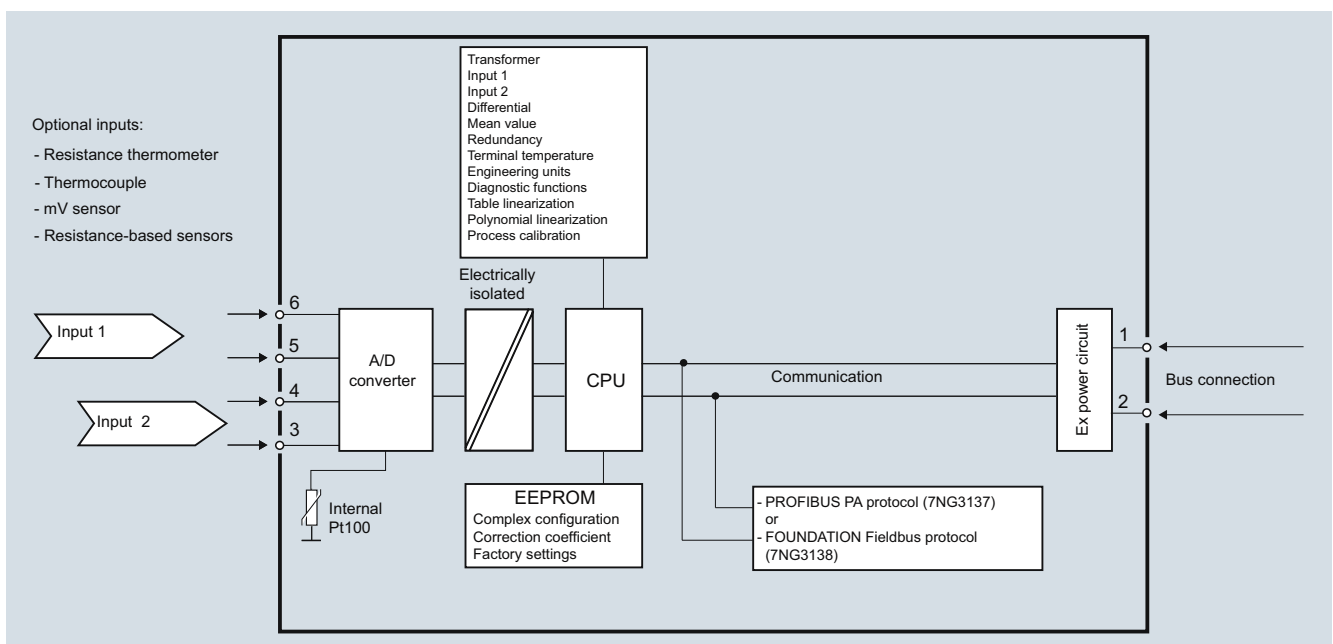 Transformer
Input 1
Input 2
Differential
Mean value
Redundancy
Terminal temperature
Engineering units
Diagnostic functions
Table linearization
Polynomial linearization
Process calibration
Optional inputs:
- Resistance thermometer
- Thermocouple
- mV sensor
- Resistance-based sensors
Electrically
isolated
Input 1
Input 2
6
5
4
3
A/D
converter
CPU
Communication
Ex power circuit
1
2
Bus connection
Internal
Pt100
EEPROM
Complex configuration
Correction coefficient
Factory settings
- PROFIBUS PA protocol (7NG3137)
or
- FOUNDATION Fieldbus protocol
(7NG3138)